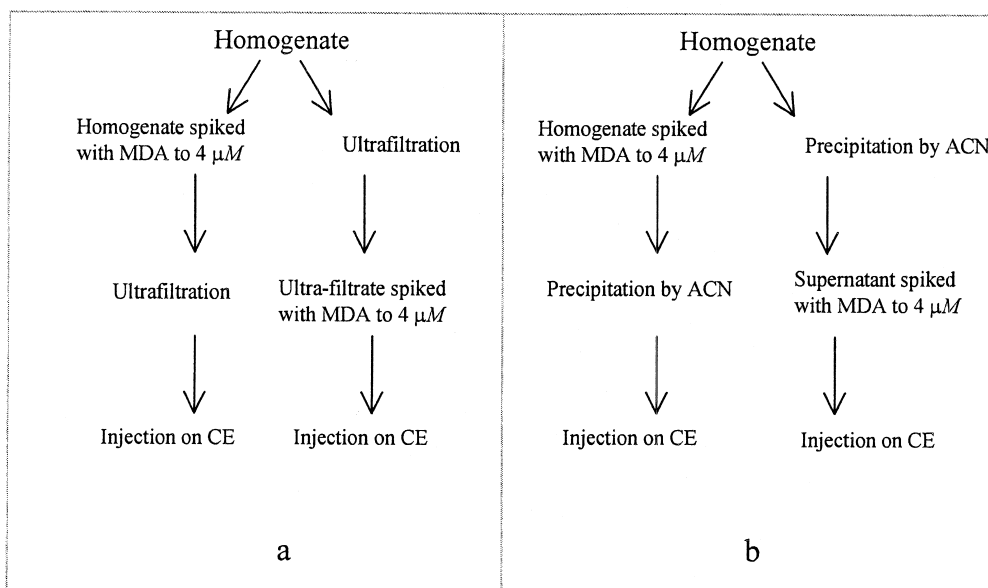 Homogenate
Homogenate spiked
with MDA to 4 µM
Ultrafiltration
Ultrafiltration
Ultra-filtrate spiked
with MDA to 4 µM
Injection on CE
Injection on CE
a
Homogenate
Homogenate spiked
with MDA to 4 µM
Precipitation by ACN
Precipitation by ACN
Supernatant spiked
with MDA to 4 µM
Injection on CE
Injection on CE
b